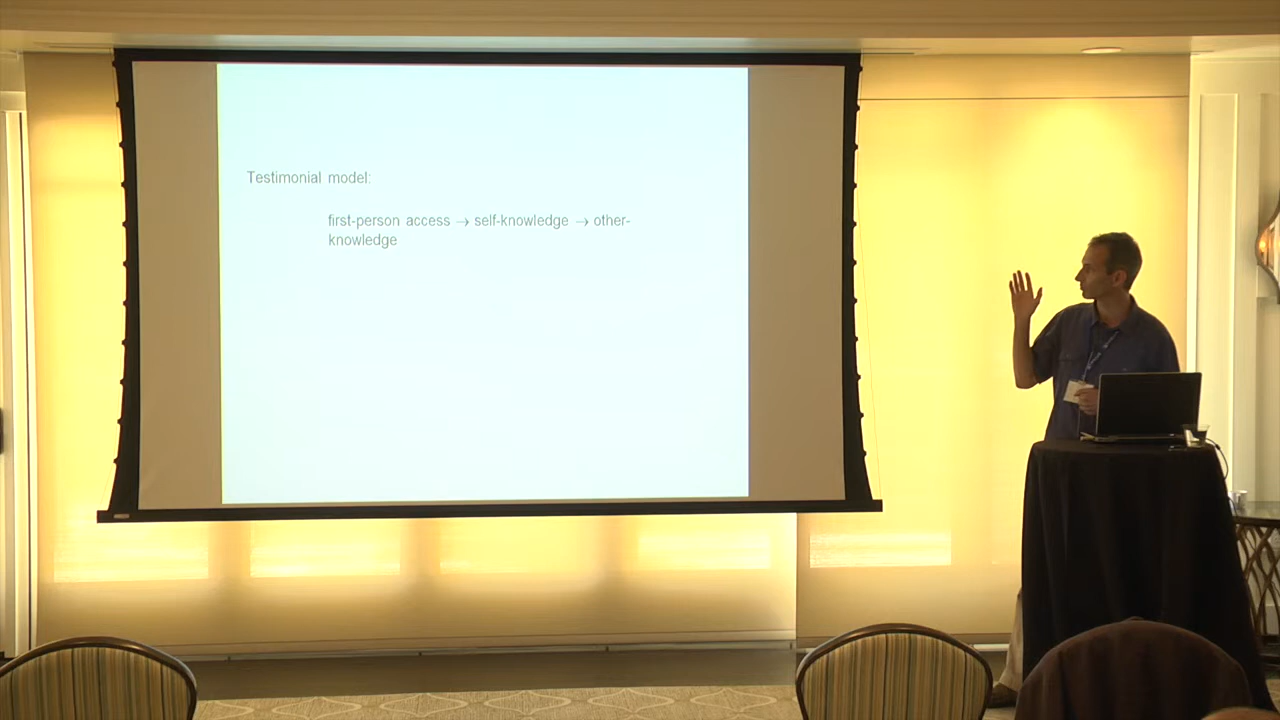 Testimonial model:
first-person access → self-knowledge → other-
knowledge